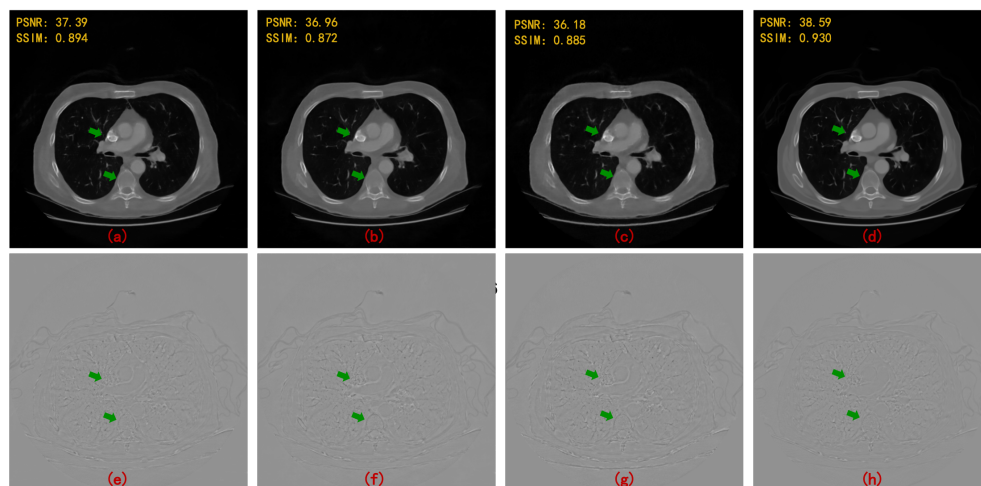 PSNR: 37.39
SSIM: 0.894
PSNR: 36.96
SSIM: 0.872
PSNR: 36.18
SSIM: 0.885
PSNR: 38.59
SSIM: 0.930
(a)
(b)
(c)
(d)
(e)
(f)
(g)
(h)